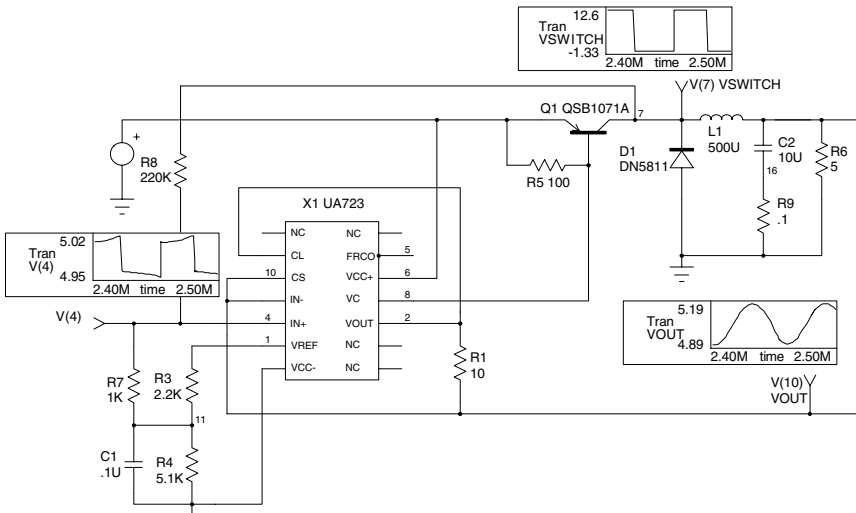 12.6
Tran
VSWITCH
-1.33
2.40M time 2.50M
V(7) VSWITCH
Q1 QSB1071A
7
+
R8
220K
R5 100
D1
DN5811
L1
500U
C2
10U
16
R9
.1
R6
5
X1 UA723
NC
NC
CL
FRCO
5
10
CS
VCC+
6
IN-
VC
8
4
IN+
VOUT
2
1
VREF
NC
VCC-
NC
5.02
Tran
V(4)
4.95
2.40M time 2.50M
V(4)
5.19
Tran
VOUT
4.89
2.40M time 2.50M
R1
10
V(10)
VOUT
R7
1K
R3
2.2K
11
C1
.1U
R4
5.1K